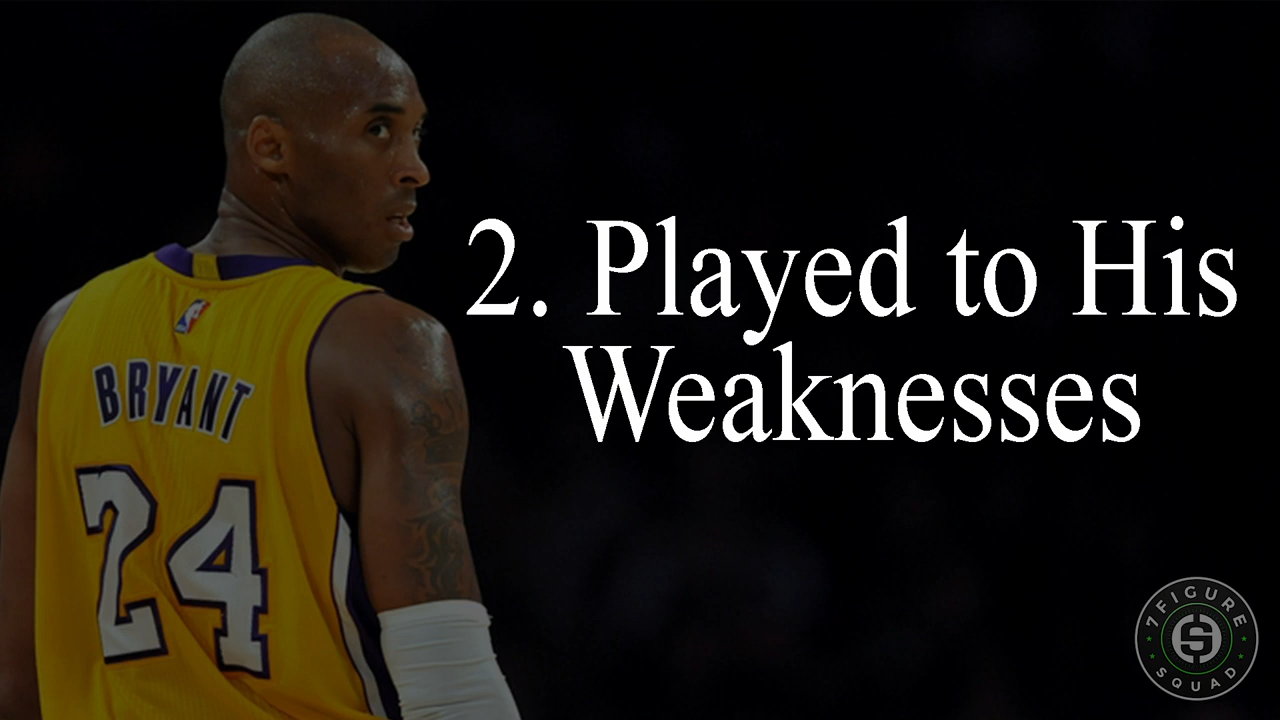 2. Played to His
Weaknesses
BRYANT
24
7FIGURE
SQUAD